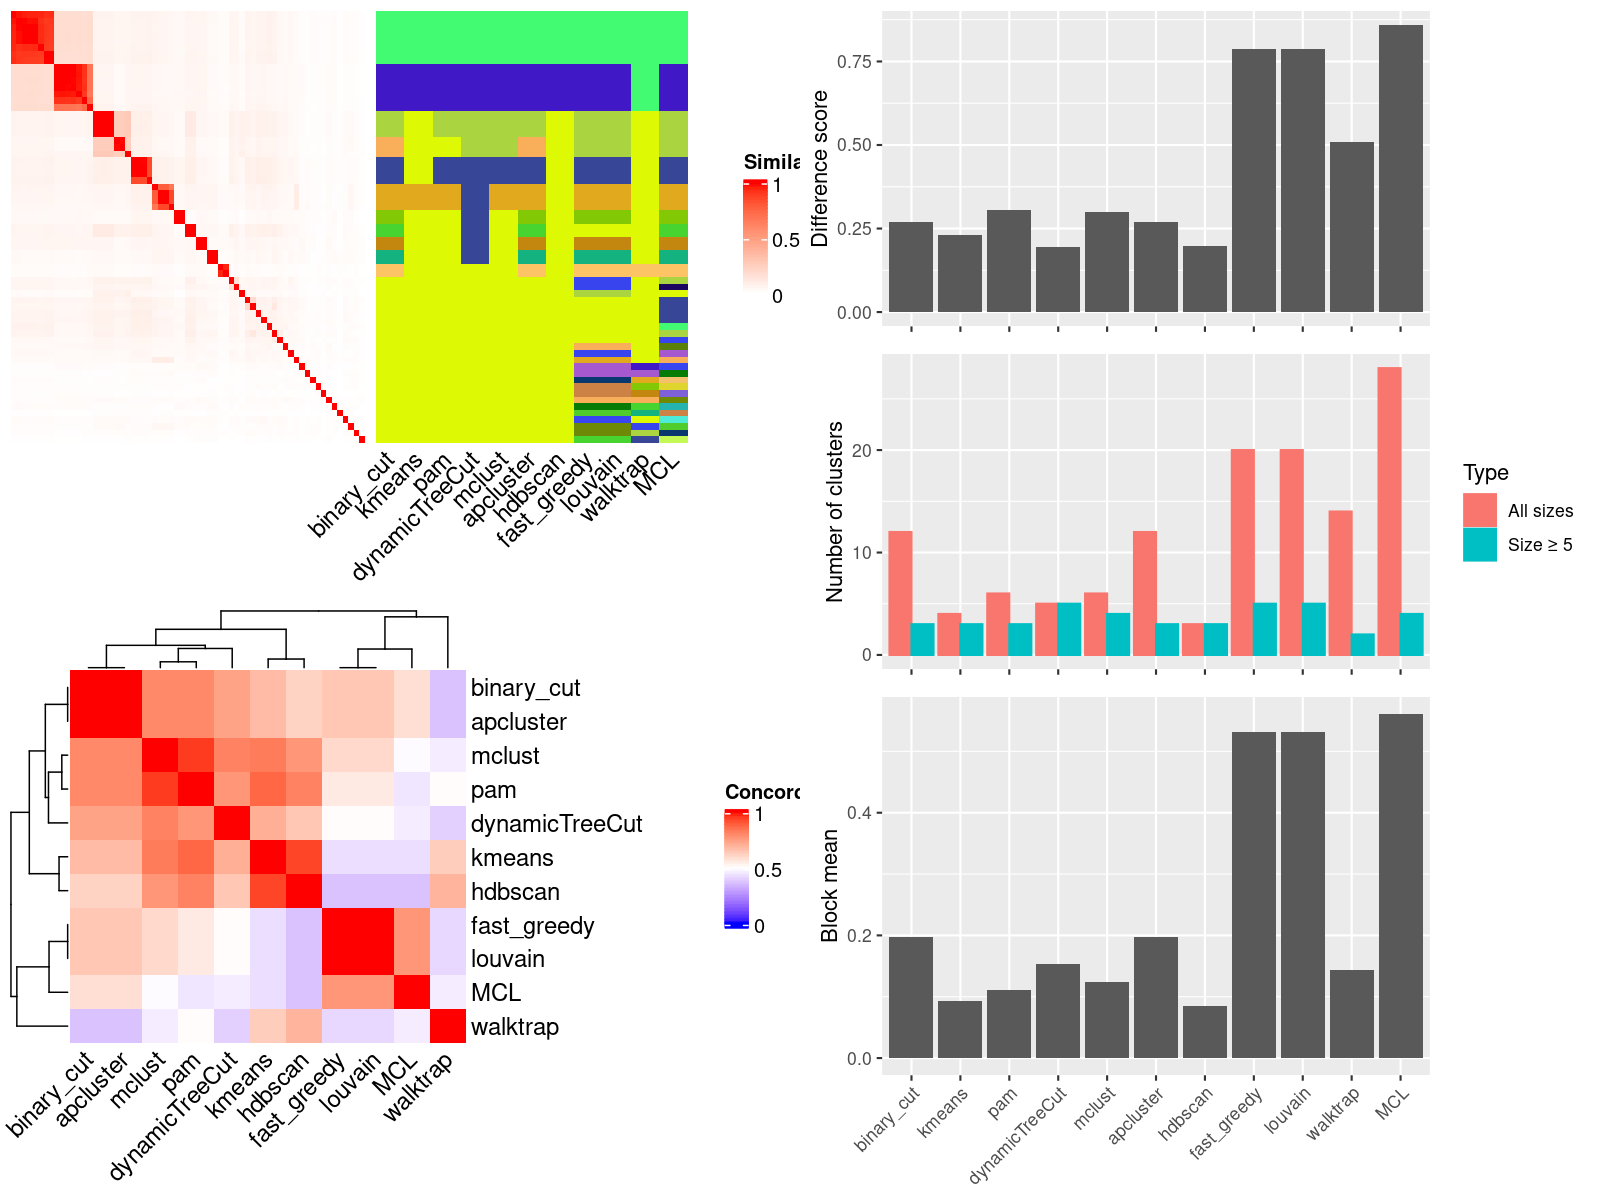 Simila
1
0.5
0
binary_cut
kmeans
pam
dynamicTreeCut
mclust
apcluster
hdbscan
fast_greedy
louvain
walktrap
MCL
Difference score
0.75
0.50
0.25
0.00
Number of clusters
20
10
0
Type
All sizes
Size ≥ 5
Block mean
0.4
0.2
0.0
binary_cut
kmeans
pam
dynamicTreeCut
mclust
apcluster
hdbscan
fast_greedy
louvain
walktrap
MCL
binary_cut
apcluster
mclust
pam
dynamicTreeCut
kmeans
hdbscan
fast_greedy
louvain
MCL
walktrap
Concord
1
0.5
0
binary_cut
apcluster
mclust
pam
dynamicTreeCut
kmeans
hdbscan
fast_greedy
louvain
MCL
walktrap